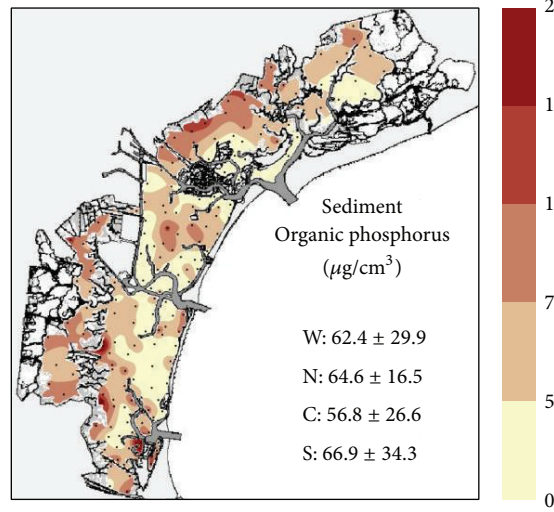 Sediment
Organic phosphorus
(μg/cm³)
W: 62.4 ± 29.9
N: 64.6 ± 16.5
C: 56.8 ± 26.6
S: 66.9 ± 34.3
2
1
1
7
5
0